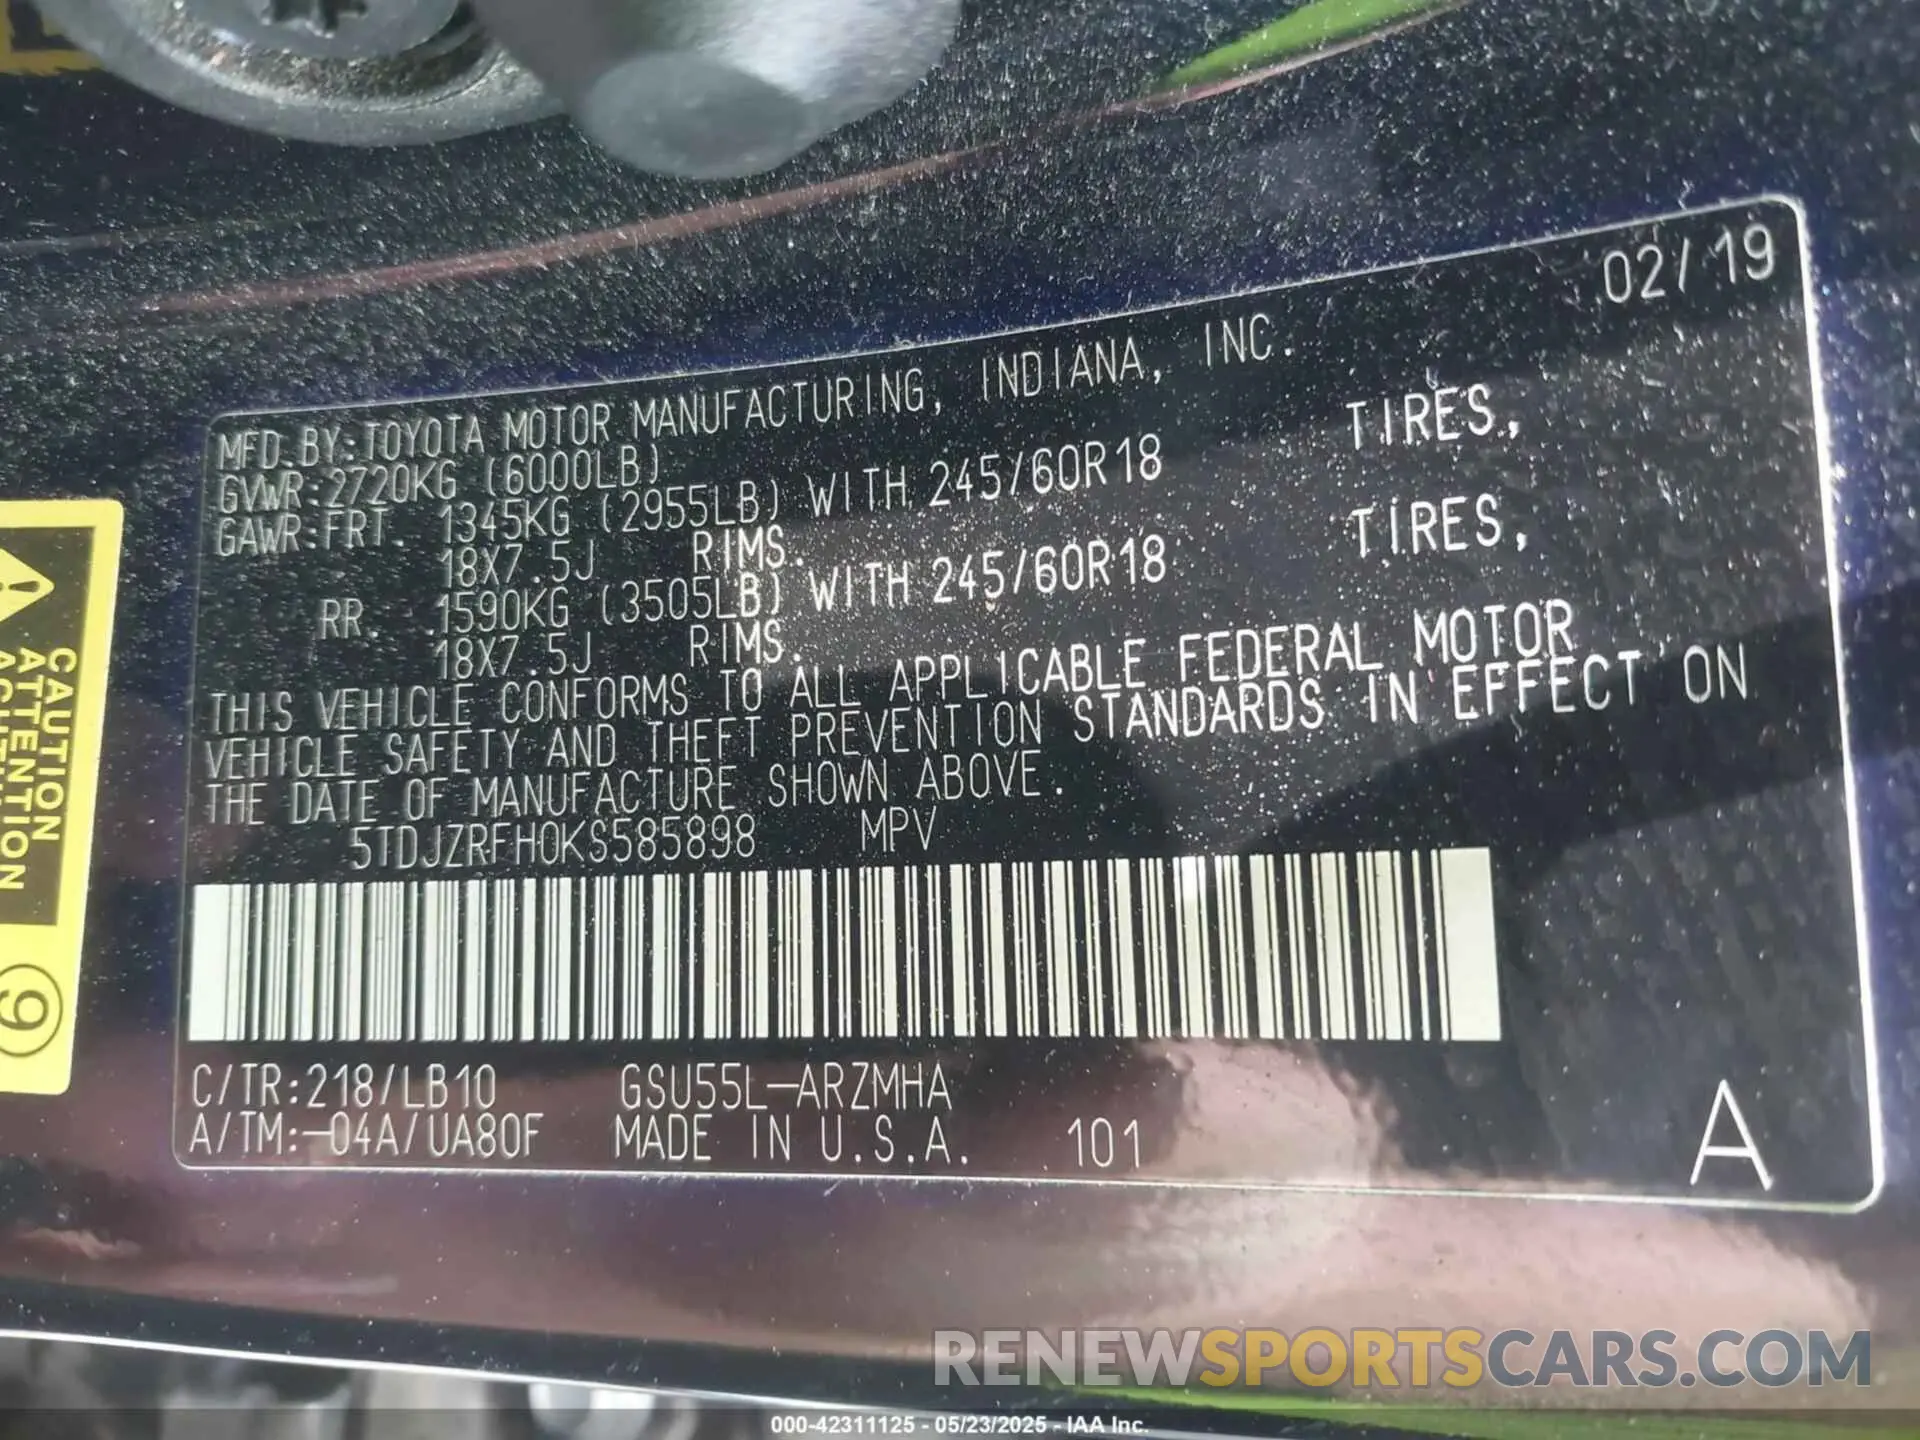 02/19
MFD. BY: TOYOTA MOTOR MANUFACTURING, INDIANA, INC.
GVWR: 2720KG (6000LB)
GAWR: FRT. 1345KG (2955LB) WITH 245/60R18 TIRES,
18X7.5J RIMS.
RR. 1590KG (3505LB) WITH 245/60R18 TIRES,
18X7.5J RIMS.
THIS VEHICLE CONFORMS TO ALL APPLICABLE FEDERAL MOTOR
VEHICLE SAFETY AND THEFT PREVENTION STANDARDS IN EFFECT ON
THE DATE OF MANUFACTURE SHOWN ABOVE.
5TDJZRFH0KS585898 MPV
C/TR:218/LB10 GSU55L-ARZMHA
A/TM:-04A/UA80F MADE IN U.S.A. 101 A
CAUTION
ATTENTION
9
RENEWSPORTSCARS.COM
000-42311125 - 05/23/2025 - IAA Inc.